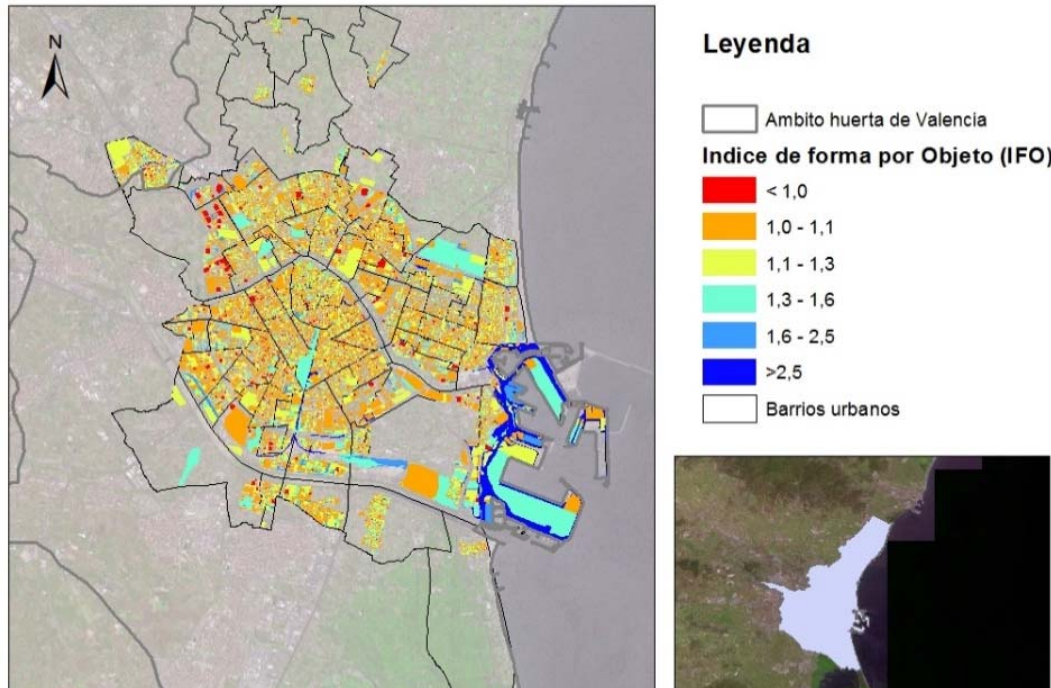 N
Leyenda
Ambito huerta de Valencia
Indice de forma por Objeto (IFO)
< 1,0
1,0 - 1,1
1,1 - 1,3
1,3 - 1,6
1,6 - 2,5
>2,5
Barrios urbanos